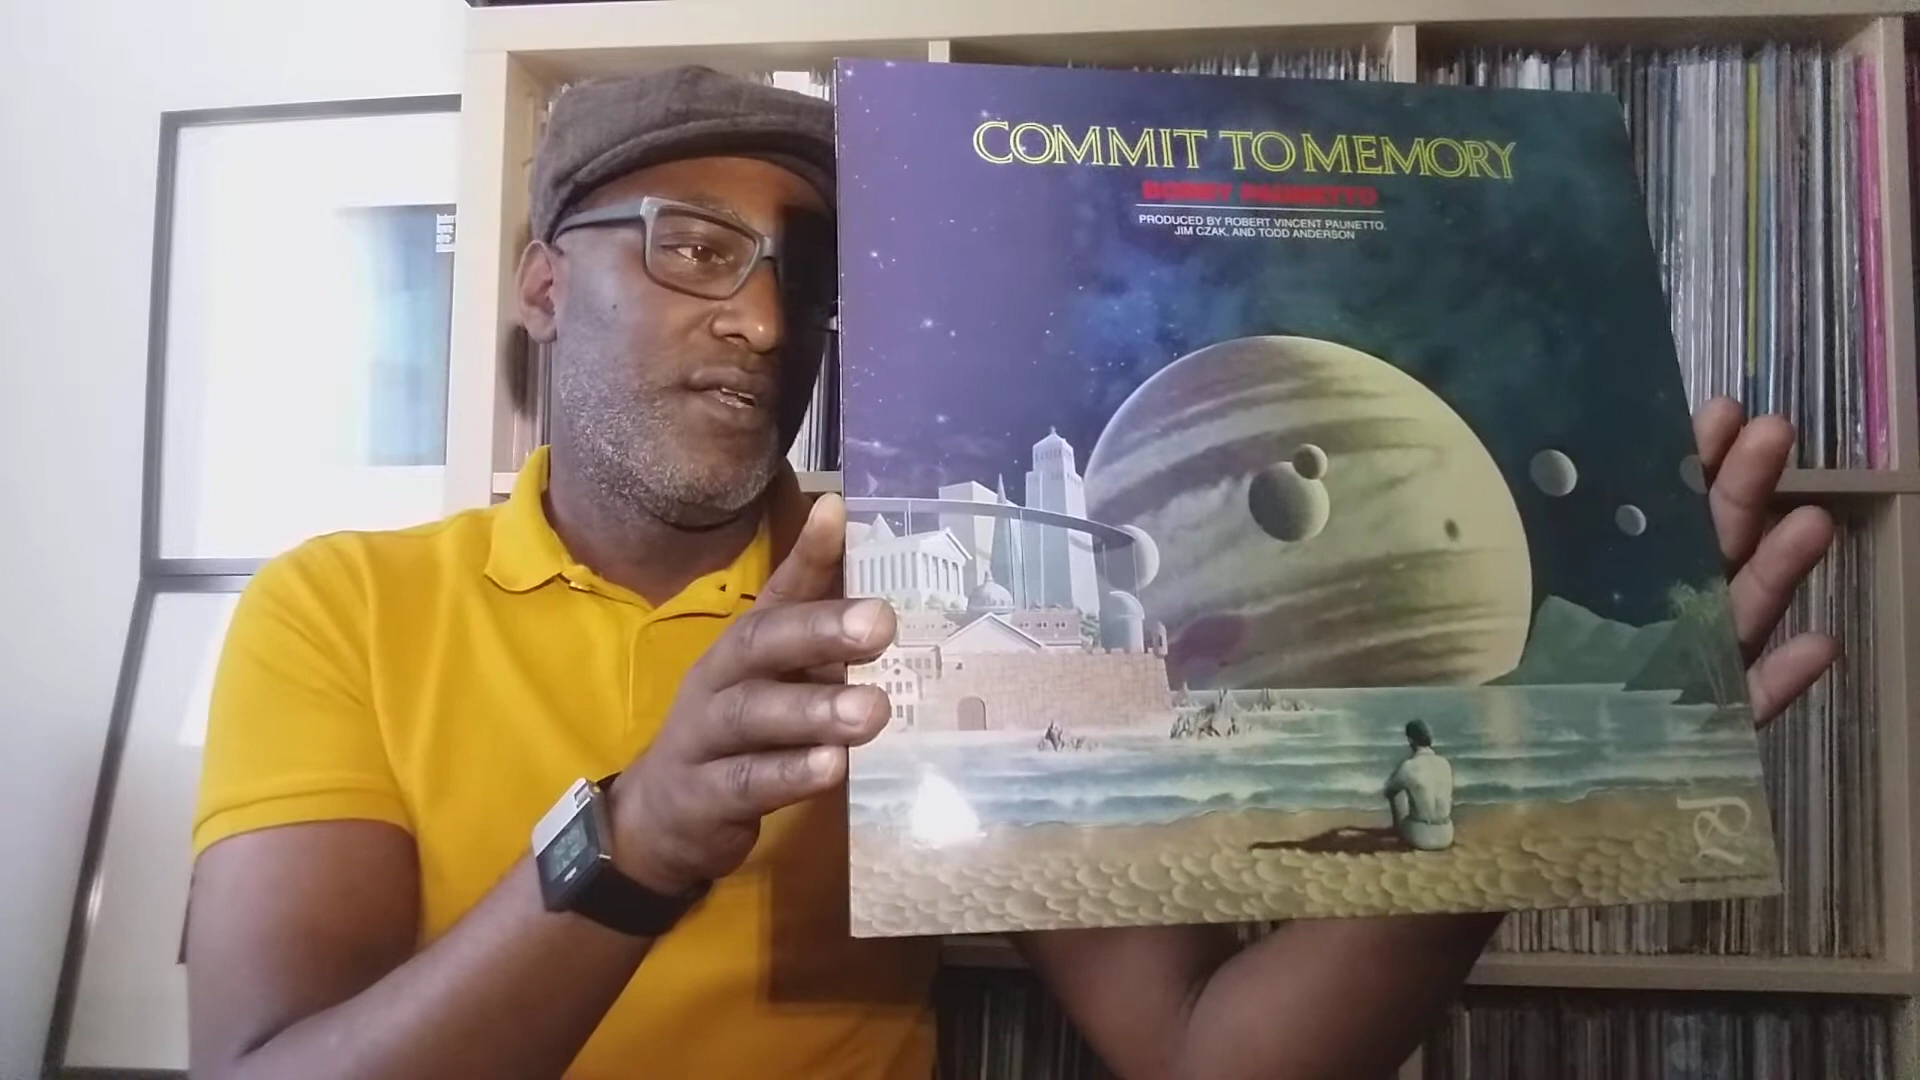 COMMIT TO MEMORY
BOBBY PAUNETTO
PRODUCED BY ROBERT VINCENT PAUNETTO,
JIM CZAK, AND TODD ANDERSON